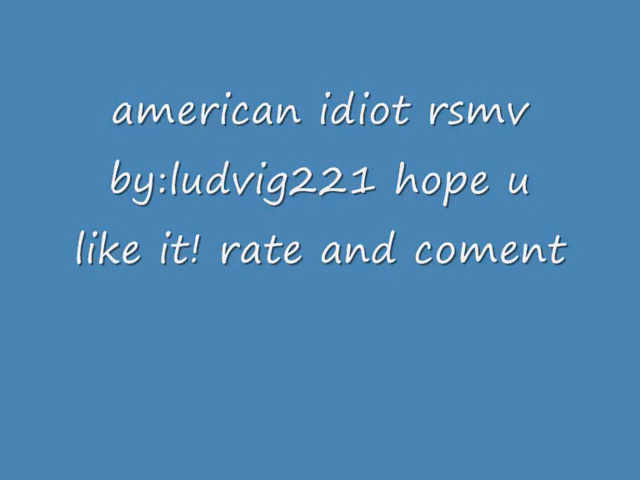 american idiot rsmv
by:ludvig221 hope u
like it! rate and coment